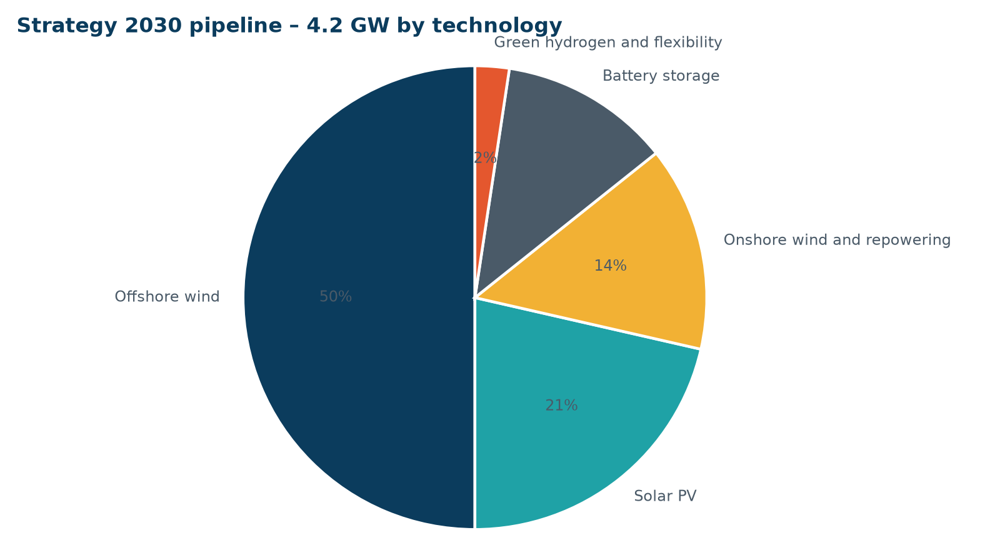 Strategy 2030 pipeline – 4.2 GW by technology
Green hydrogen and flexibility
Battery storage
2%
Onshore wind and repowering
14%
Offshore wind
50%
21%
Solar PV